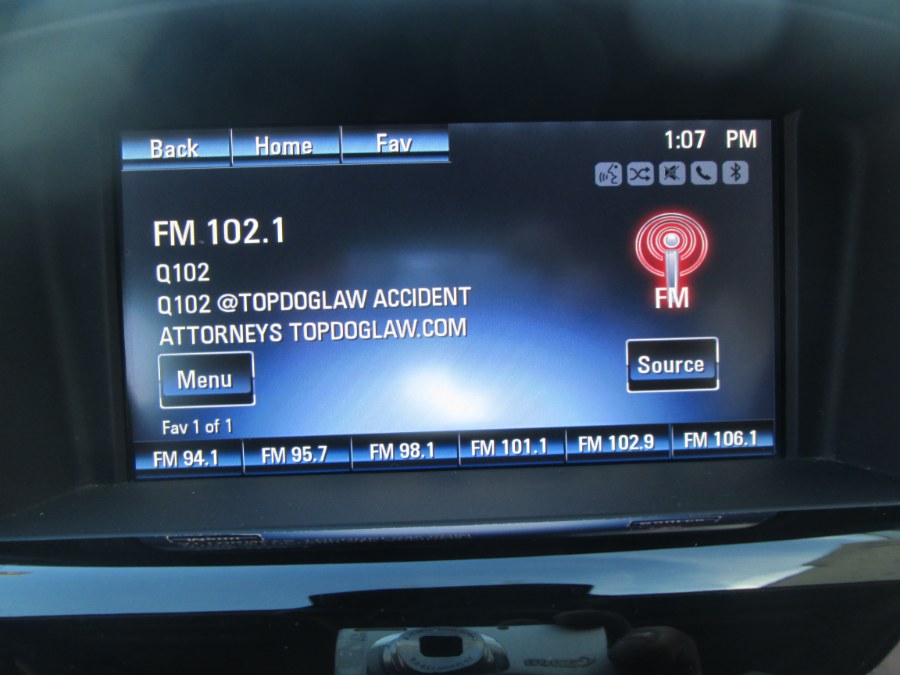 Back Home Fav
1:07 PM
FM 102.1
Q102
Q102 @TOPDOGLAW ACCIDENT
ATTORNEYS TOPDOGLAW.COM
FM
Menu
Source
Fav 1 of 1
FM 94.1 FM 95.7 FM 98.1 FM 101.1 FM 102.9 FM 106.1